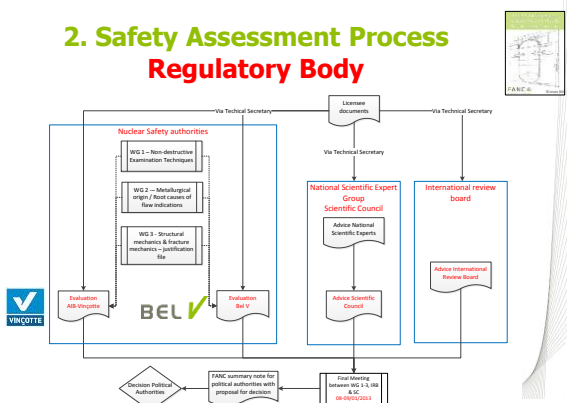 2. Safety Assessment Process
Regulatory Body
FANC
Licensee
documents
Via Techical Secretary
Via Technical Secretary
Via Technical Secretary
Nuclear Safety authorities
WG 1 – Non-destructive
Examination Techniques
WG 2 — Metallurgical
origin / Root causes of
flaw indications
WG 3 - Structural
mechanics & fracture
mechanics – justification
file
National Scientific Expert
Group
Scientific Council
Advice National
Scientific Experts
International review
board
Advice International
Review Board
VINÇOTTE
Evaluation
AIB-Vinçotte
BEL V
Evaluation
Bel V
Advice Scientific
Council
Decision Political
Authorities
FANC summary note for
political authorities with
proposal for decision
Final Meeting
between WG 1-3, IRB
& SC
08-09/01/2013